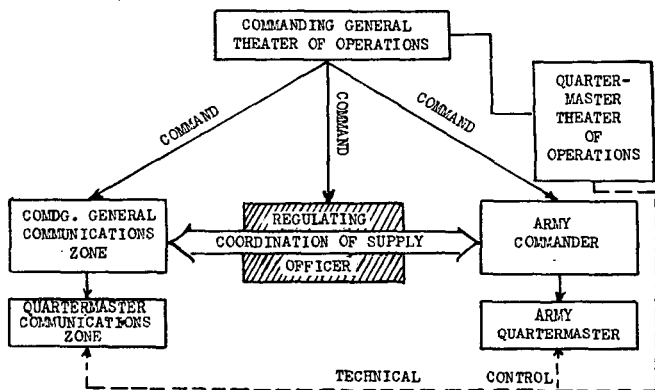 COMMANDING GENERAL
THEATER OF OPERATIONS
QUARTER-
MASTER
THEATER
OF
OPERATIONS
COMMAND
COMMAND
COMMAND
COMDG. GENERAL
COMMUNICATIONS
ZONE
REGULATING
COORDINATION OF SUPPLY
OFFICER
ARMY
COMMANDER
QUARTERMASTER
COMMUNICATIONS
ZONE
ARMY
QUARTERMASTER
TECHNICAL CONTROL